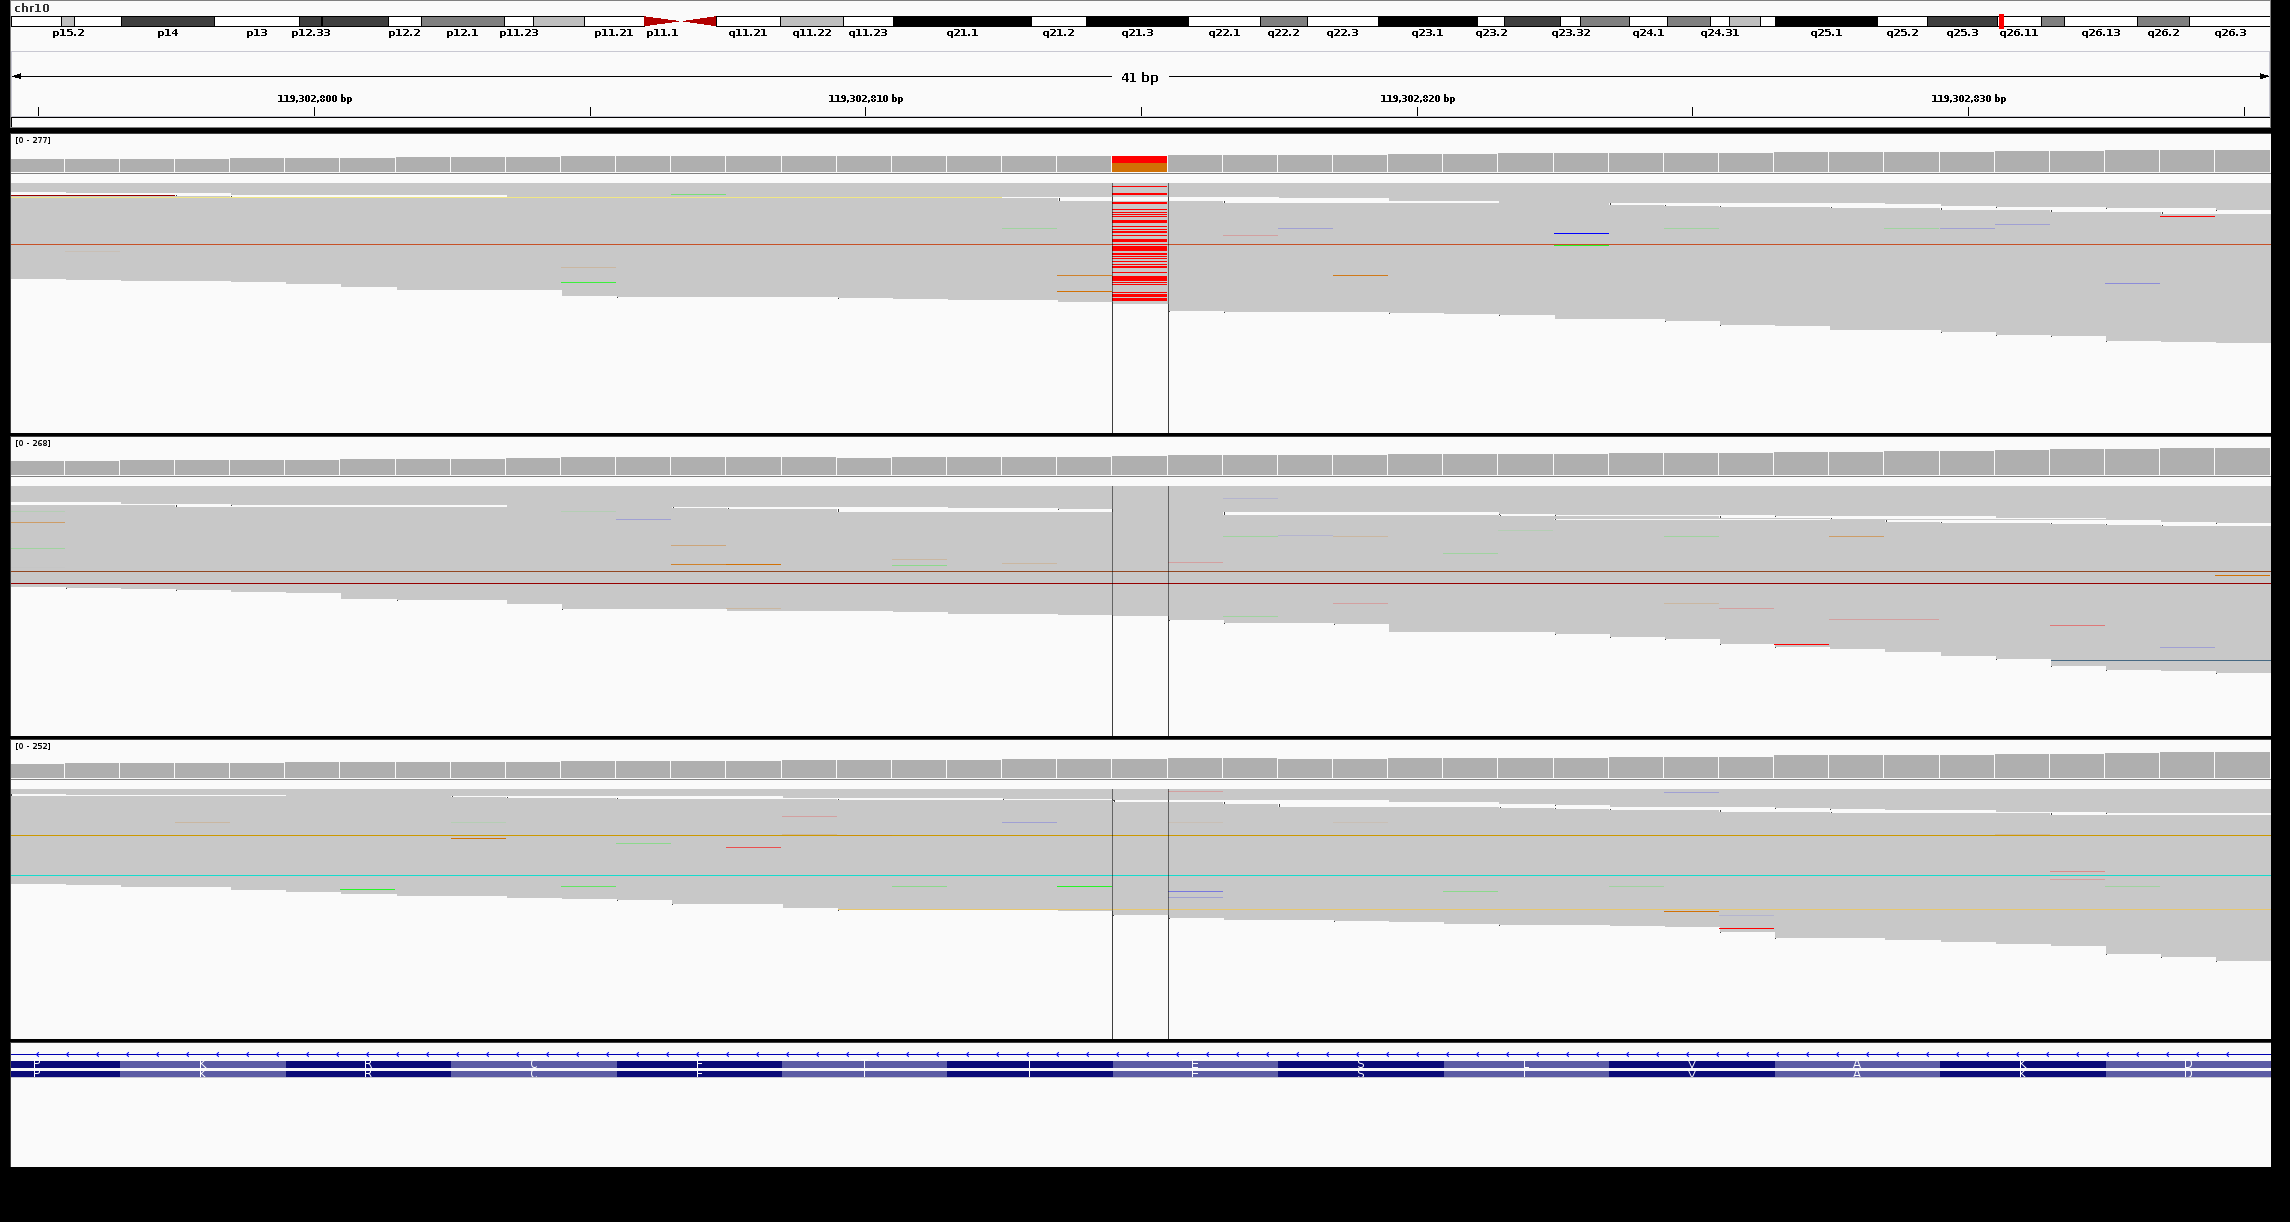 chr10
p15.2 p14 p13 p12.33 p12.2 p12.1 p11.23 p11.21 p11.1 q11.21 q11.22 q11.23 q21.1 q21.2 q21.3 q22.1 q22.2 q22.3 q23.1 q23.2 q23.32 q24.1 q24.31 q25.1 q25.2 q25.3 q26.11 q26.13 q26.2 q26.3
41 bp
119,302,800 bp 119,302,810 bp 119,302,820 bp 119,302,830 bp
[0 - 277]
[0 - 268]
[0 - 252]
P K R C F I I E S L V A K D
P K R C F I I E S L V A K D